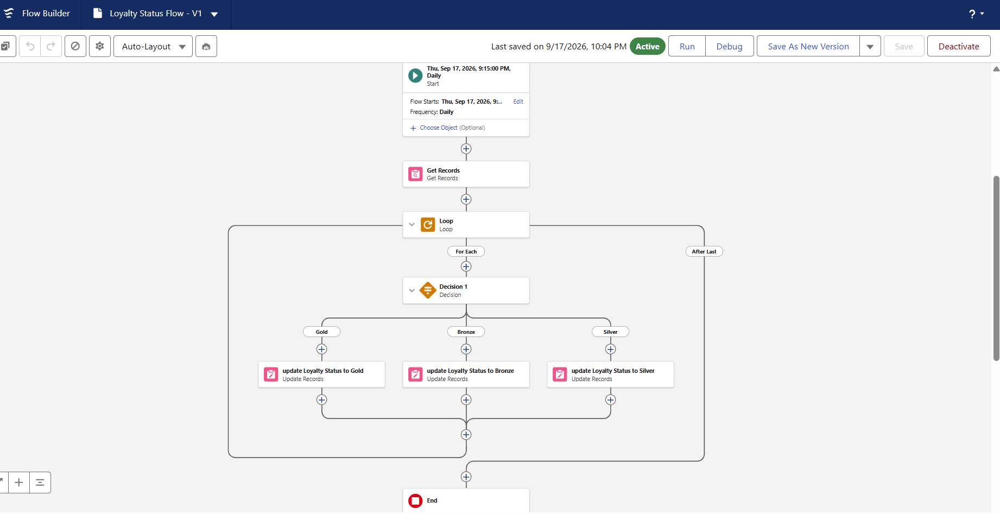 Flow Builder
Loyalty Status Flow - V1
?
Auto-Layout
Last saved on 9/17/2026, 10:04 PM
Active
Run
Debug
Save As New Version
Save
Deactivate
Thu, Sep 17, 2026, 9:15:00 PM,
Daily
Start
Flow Starts: Thu, Sep 17, 2026, 9:...
Edit
Frequency: Daily
+ Choose Object (Optional)
Get Records
Get Records
Loop
Loop
For Each
After Last
Decision 1
Decision
Gold
Bronze
Silver
update Loyalty Status to Gold
Update Records
update Loyalty Status to Bronze
Update Records
update Loyalty Status to Silver
Update Records
End